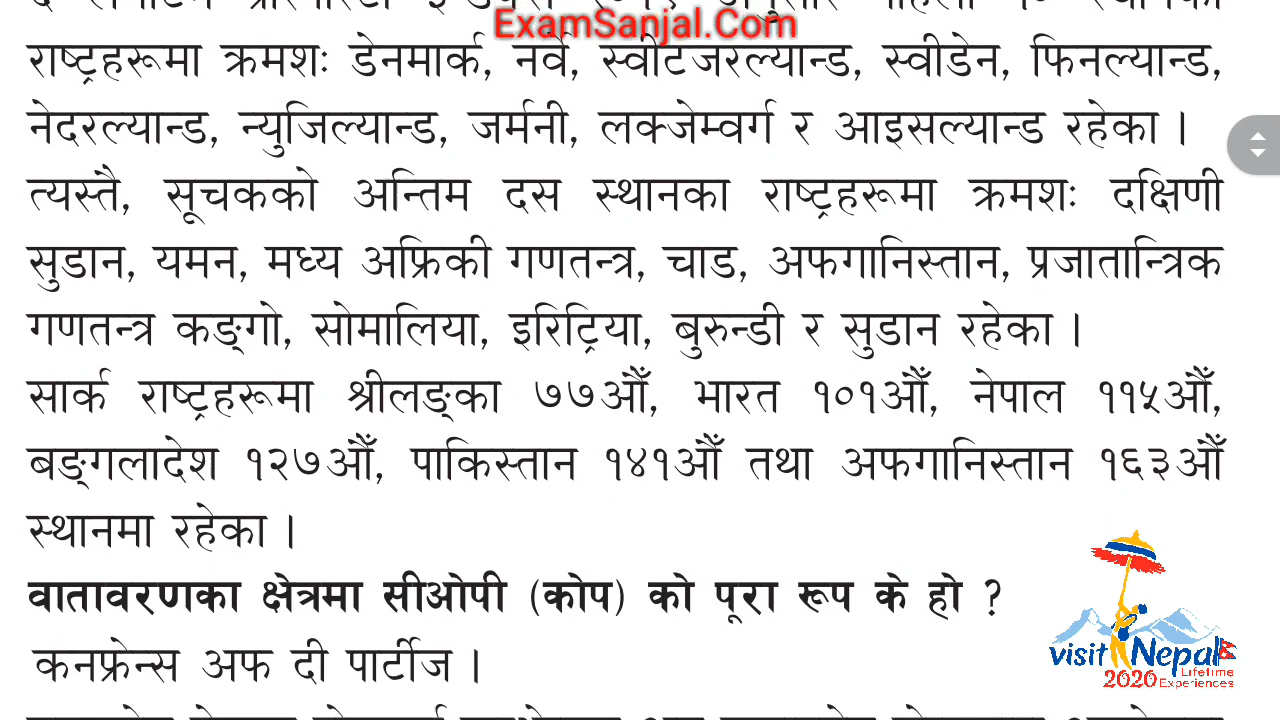 ExamSanjal.Com
राष्ट्रहरूमा क्रमशः डेनमार्क, नर्वे, स्वीटजरल्यान्ड, स्वीडेन, फिनल्यान्ड,
नेदरल्यान्ड, न्युजिल्यान्ड, जर्मनी, लक्जेम्वर्ग र आइसल्यान्ड रहेका ।
त्यस्तै, सूचकको अन्तिम दस स्थानका राष्ट्रहरूमा क्रमशः दक्षिणी
सुडान, यमन, मध्य अफ्रिकी गणतन्त्र, चाड, अफगानिस्तान, प्रजातान्त्रिक
गणतन्त्र कङ्गो, सोमालिया, इरिट्रिया, बुरुन्डी र सुडान रहेका ।
सार्क राष्ट्रहरूमा श्रीलङ्का ७७औँ, भारत १०१औँ, नेपाल ११५औँ,
बङ्गलादेश १२७औँ, पाकिस्तान १४१औँ तथा अफगानिस्तान १६३औँ
स्थानमा रहेका ।
वातावरणका क्षेत्रमा सीओपी (कोप) को पूरा रूप के हो ?
कनफ्रेन्स अफ दी पार्टीज ।
visit Nepal
2020 Lifetime Experiences